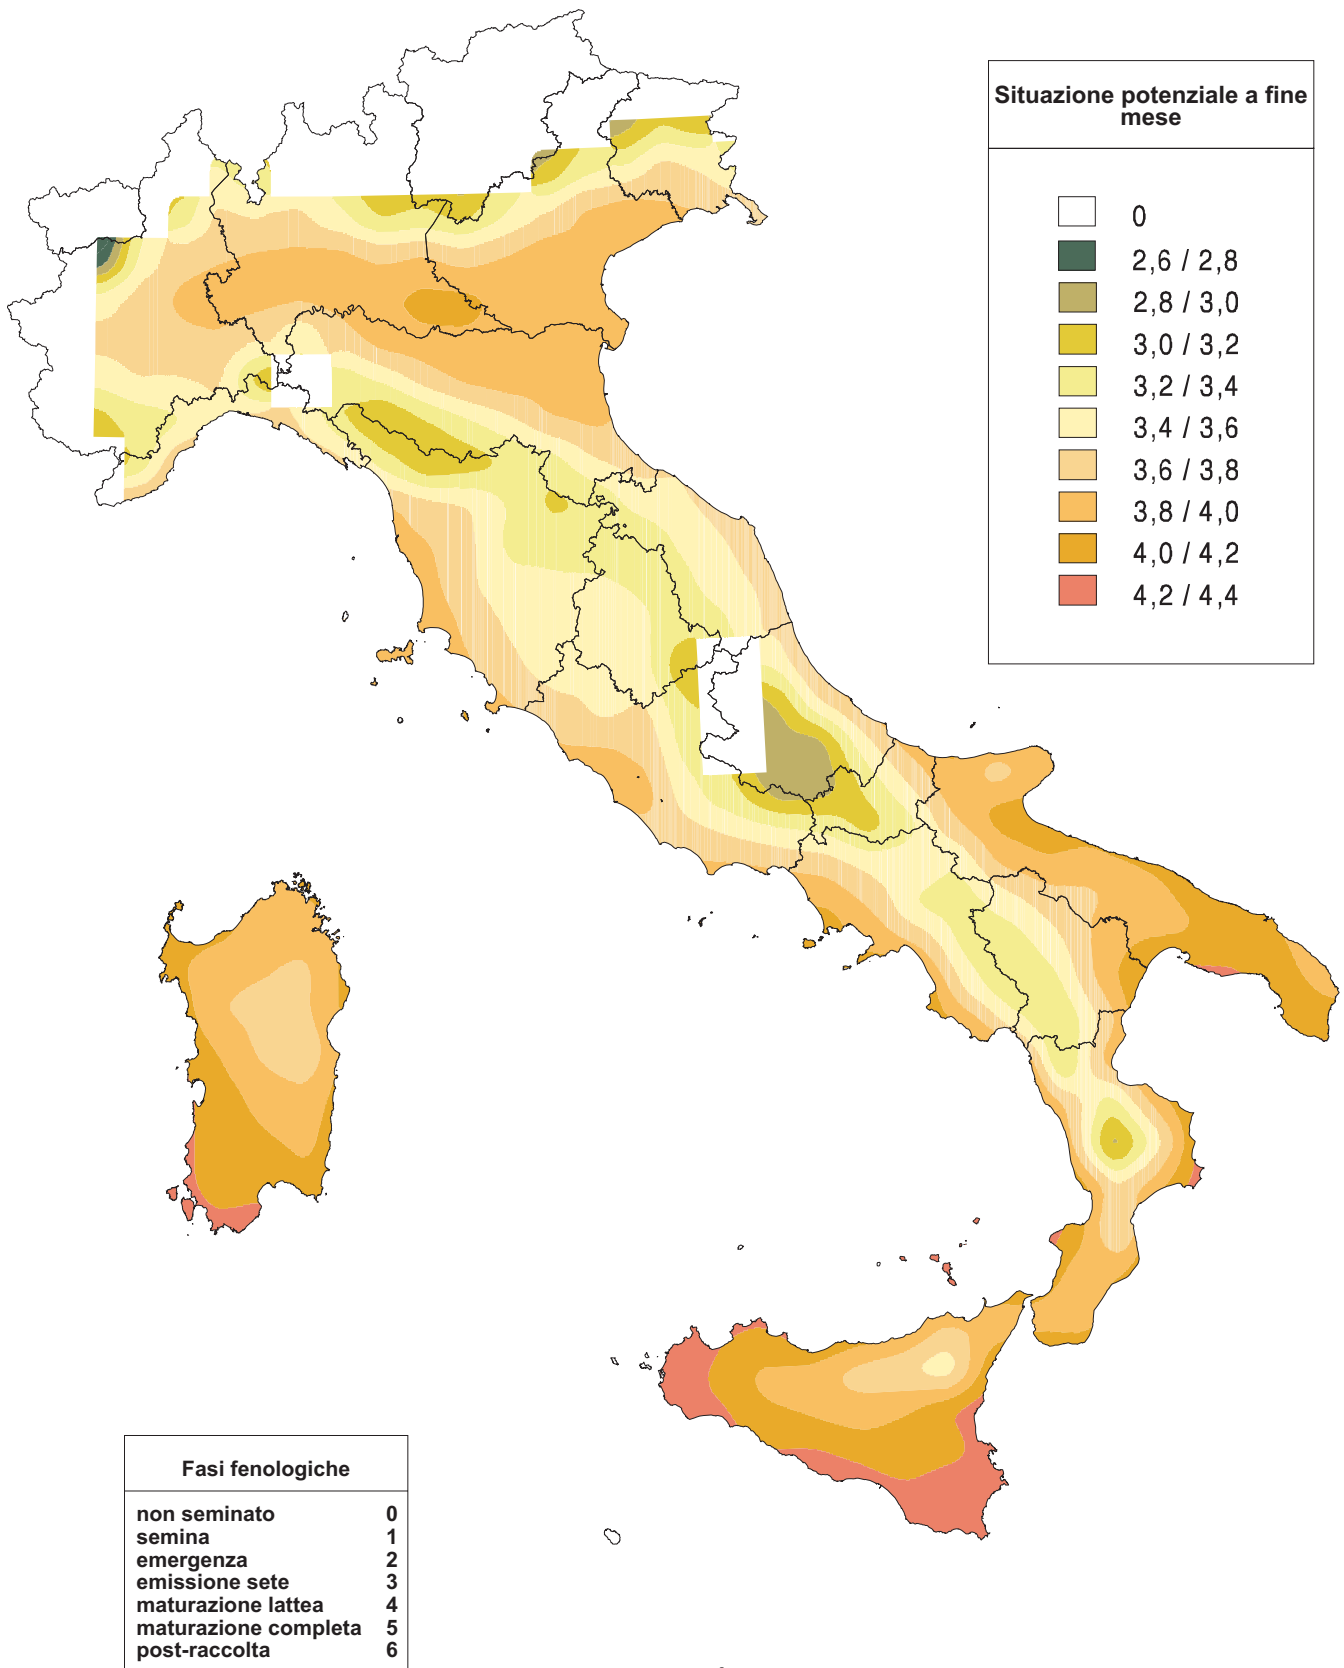 Situazione potenziale a fine
mese
0
2,6 / 2,8
2,8 / 3,0
3,0 / 3,2
3,2 / 3,4
3,4 / 3,6
3,6 / 3,8
3,8 / 4,0
4,0 / 4,2
4,2 / 4,4
Fasi fenologiche
non seminato 0
semina 1
emergenza 2
emissione sete 3
maturazione lattea 4
maturazione completa 5
post-raccolta 6